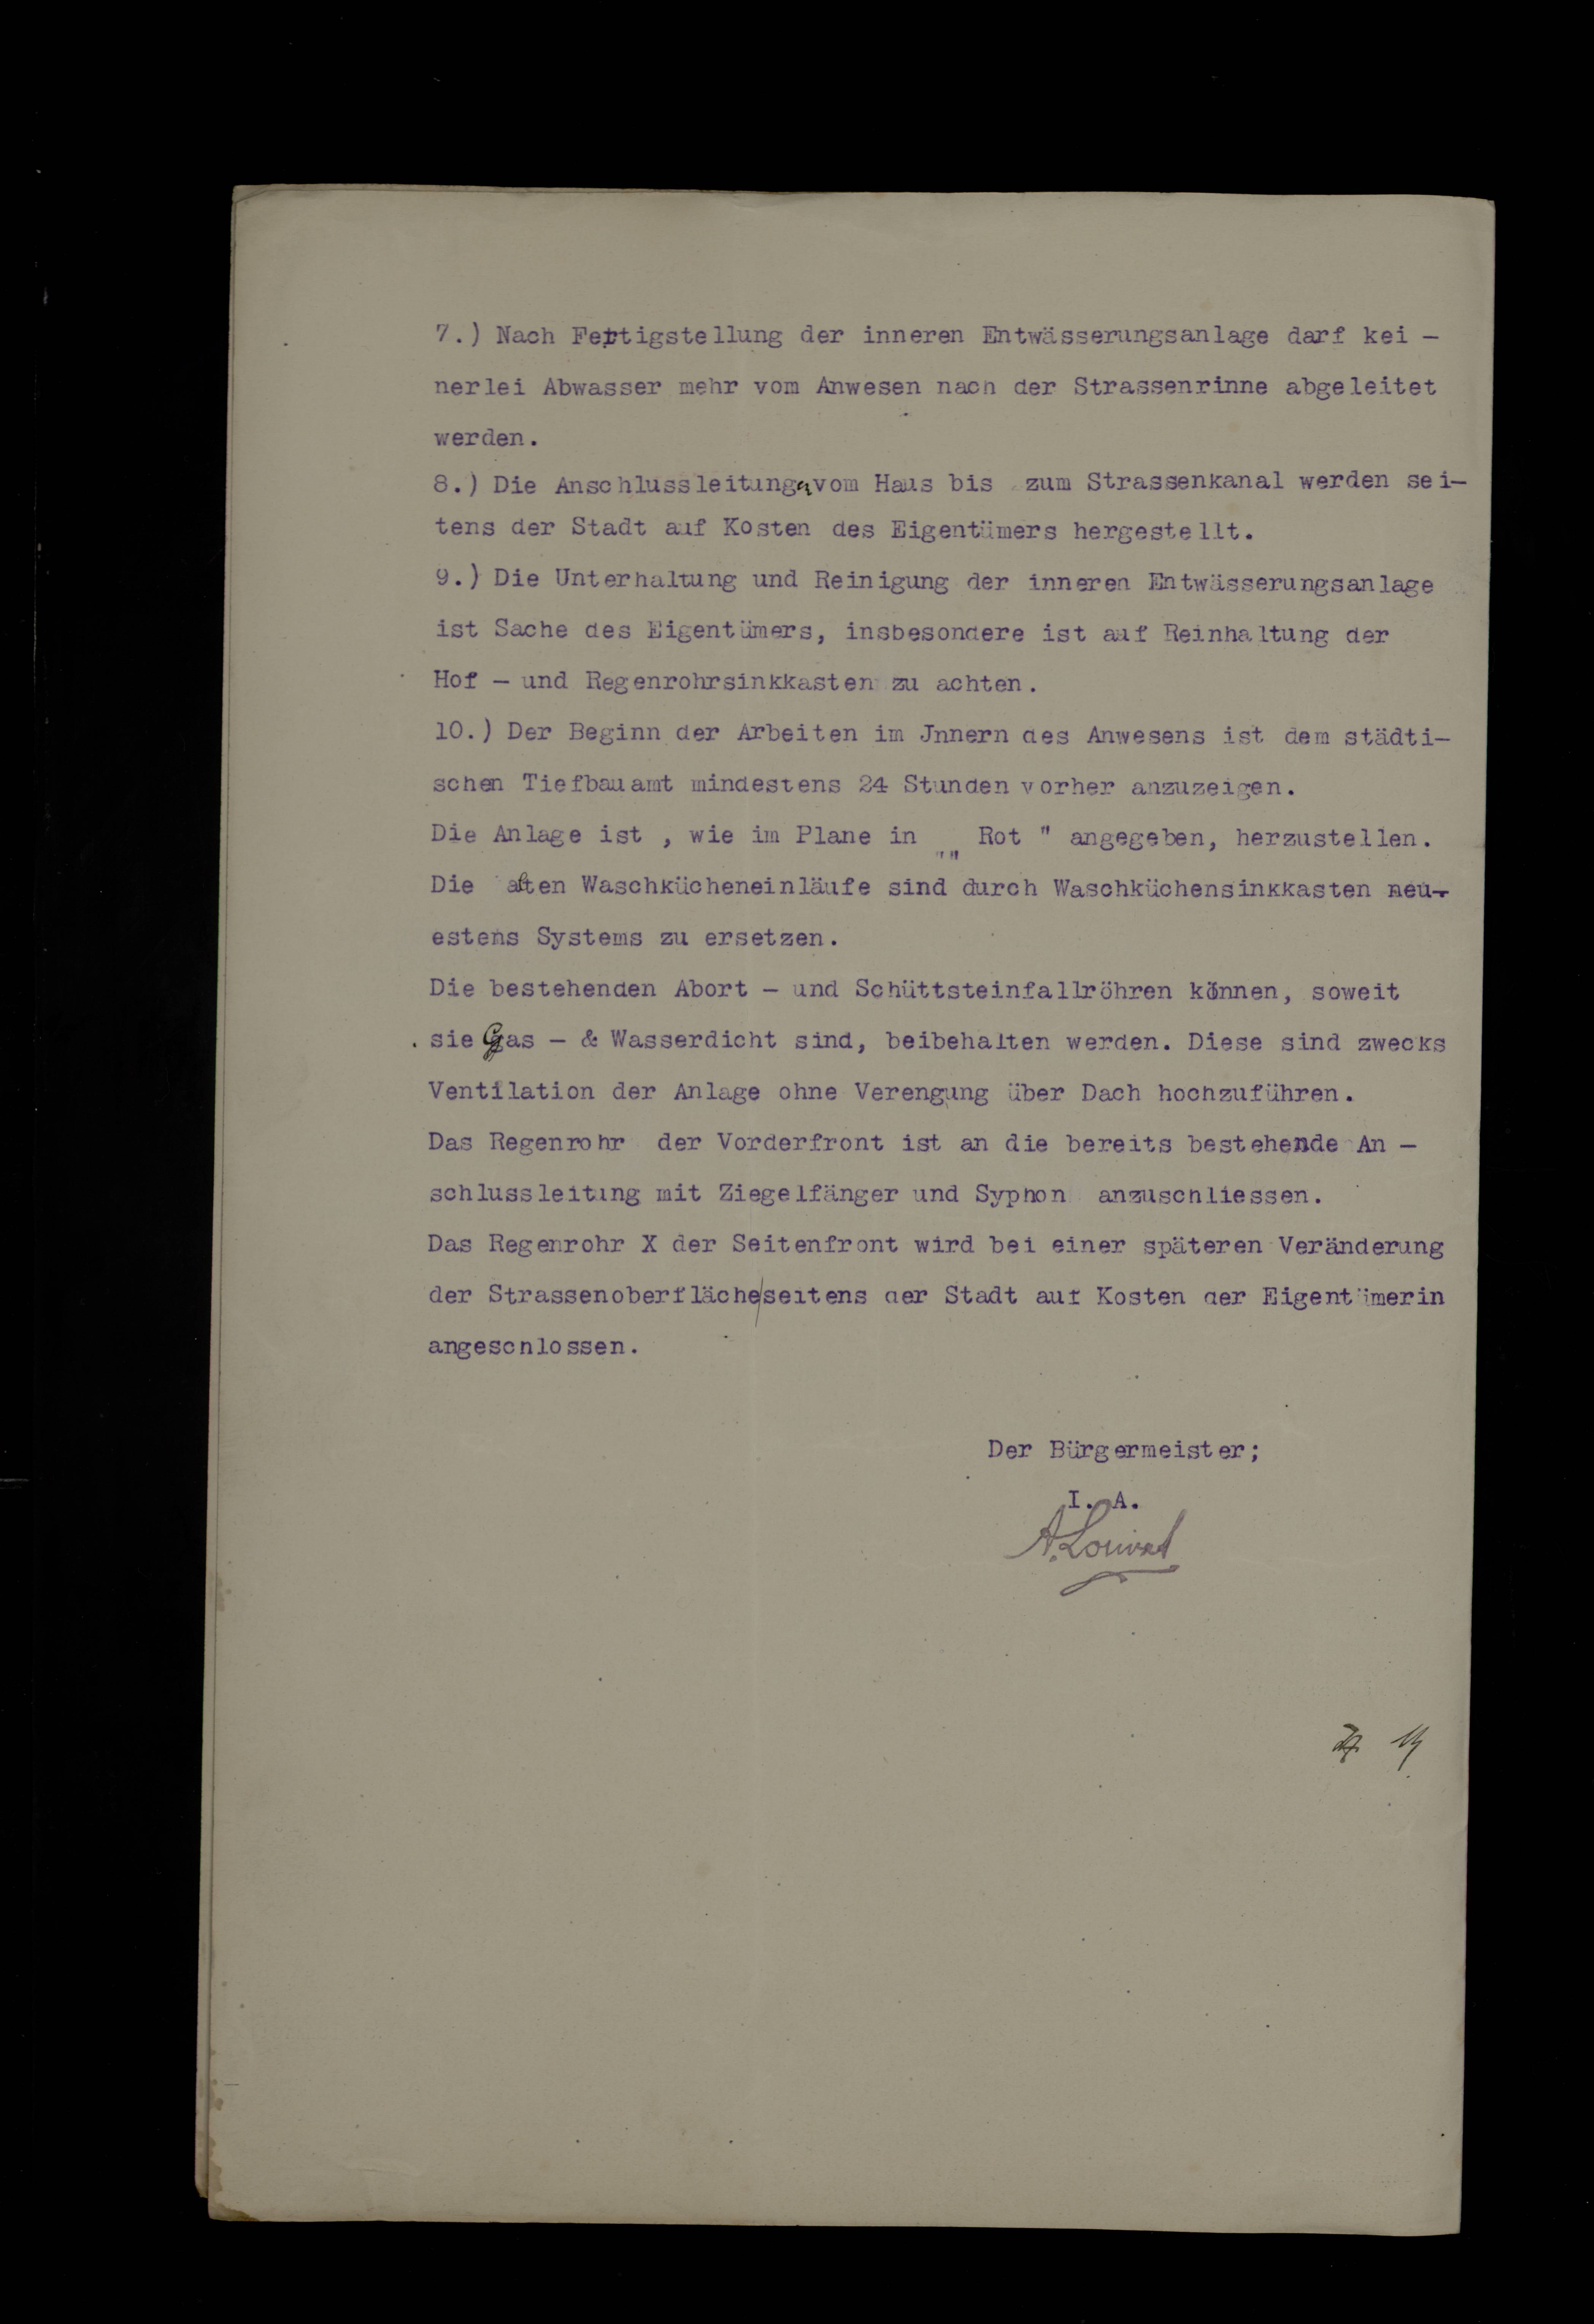 7.) Nach Fertigstellung der inneren Entwässerungsanlage darf kei -
nerlei Abwasser mehr vom Anwesen nach der Strassenrinne abgeleitet
werden.
8.) Die Anschlussleitungen vom Haus bis zum Strassenkanal werden sei-
tens der Stadt auf Kosten des Eigentümers hergestellt.
9.) Die Unterhaltung und Reinigung der inneren Entwässerungsanlage
ist Sache des Eigentümers, insbesondere ist auf Reinhaltung der
Hof - und Regenrohrsinkkasten zu achten.
10.) Der Beginn der Arbeiten im Jnnern des Anwesens ist dem städti-
schen Tiefbauamt mindestens 24 Stunden vorher anzuzeigen.
Die Anlage ist , wie im Plane in „„ Rot " angegeben, herzustellen.
Die alten Waschkücheneinläufe sind durch Waschküchensinkkasten neu-
estens Systems zu ersetzen.
Die bestehenden Abort - und Schüttsteinfallröhren können, soweit
sie Gas - & Wasserdicht sind, beibehalten werden. Diese sind zwecks
Ventilation der Anlage ohne Verengung über Dach hochzuführen.
Das Regenrohr der Vorderfront ist an die bereits bestehende An -
schlussleitung mit Ziegelfänger und Syphon anzuschliessen.
Das Regenrohr X der Seitenfront wird bei einer späteren Veränderung
der Strassenoberfläche/seitens der Stadt auf Kosten der Eigentümerin
angeschlossen.
Der Bürgermeister;
I. A.